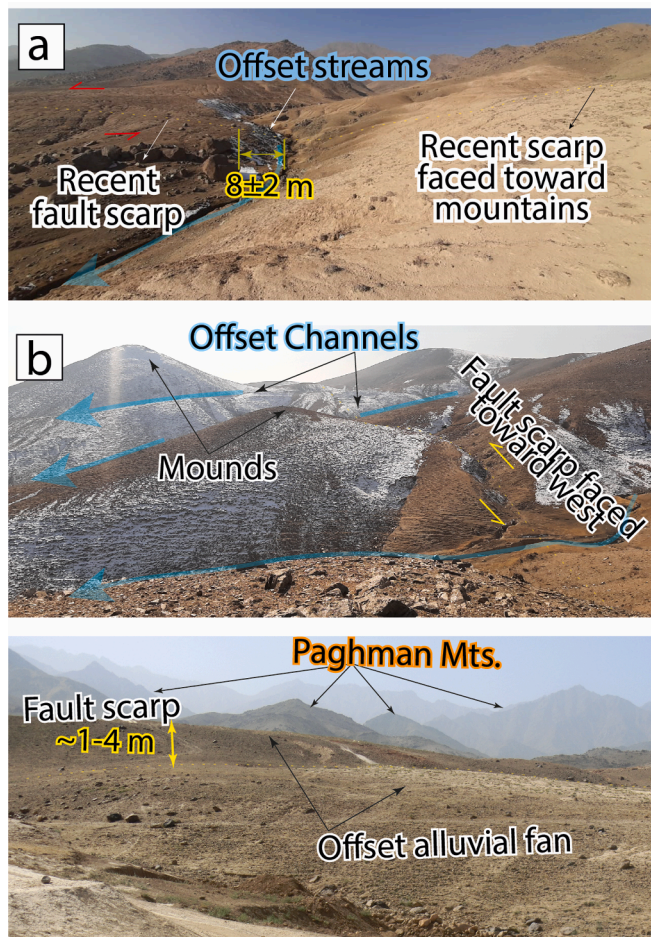 a
Offset streams
8±2 m
Recent
fault scarp
Recent scarp
faced toward
mountains
b
Offset Channels
Mounds
Fault scarp faced
toward west
Paghman Mts.
Fault scarp
~1-4 m
Offset alluvial fan